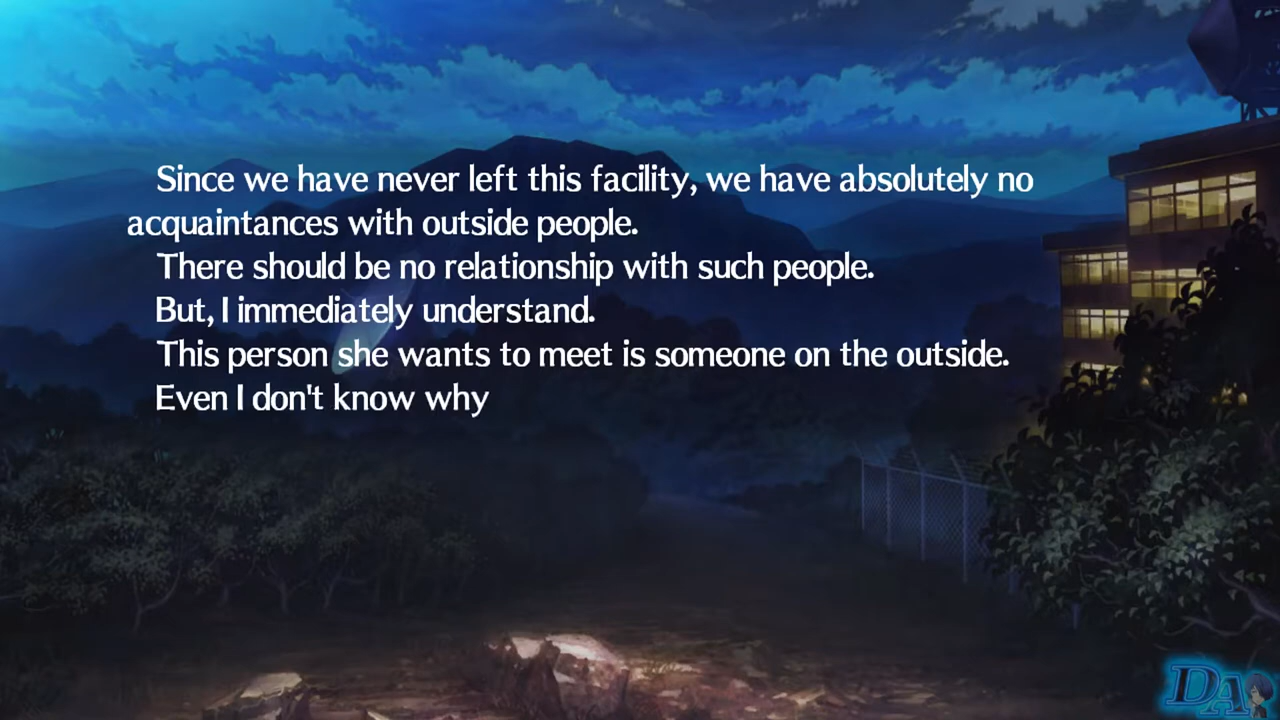 Since we have never left this facility, we have absolutely no
acquaintances with outside people.
There should be no relationship with such people.
But, I immediately understand.
This person she wants to meet is someone on the outside.
Even I don't know why
DA